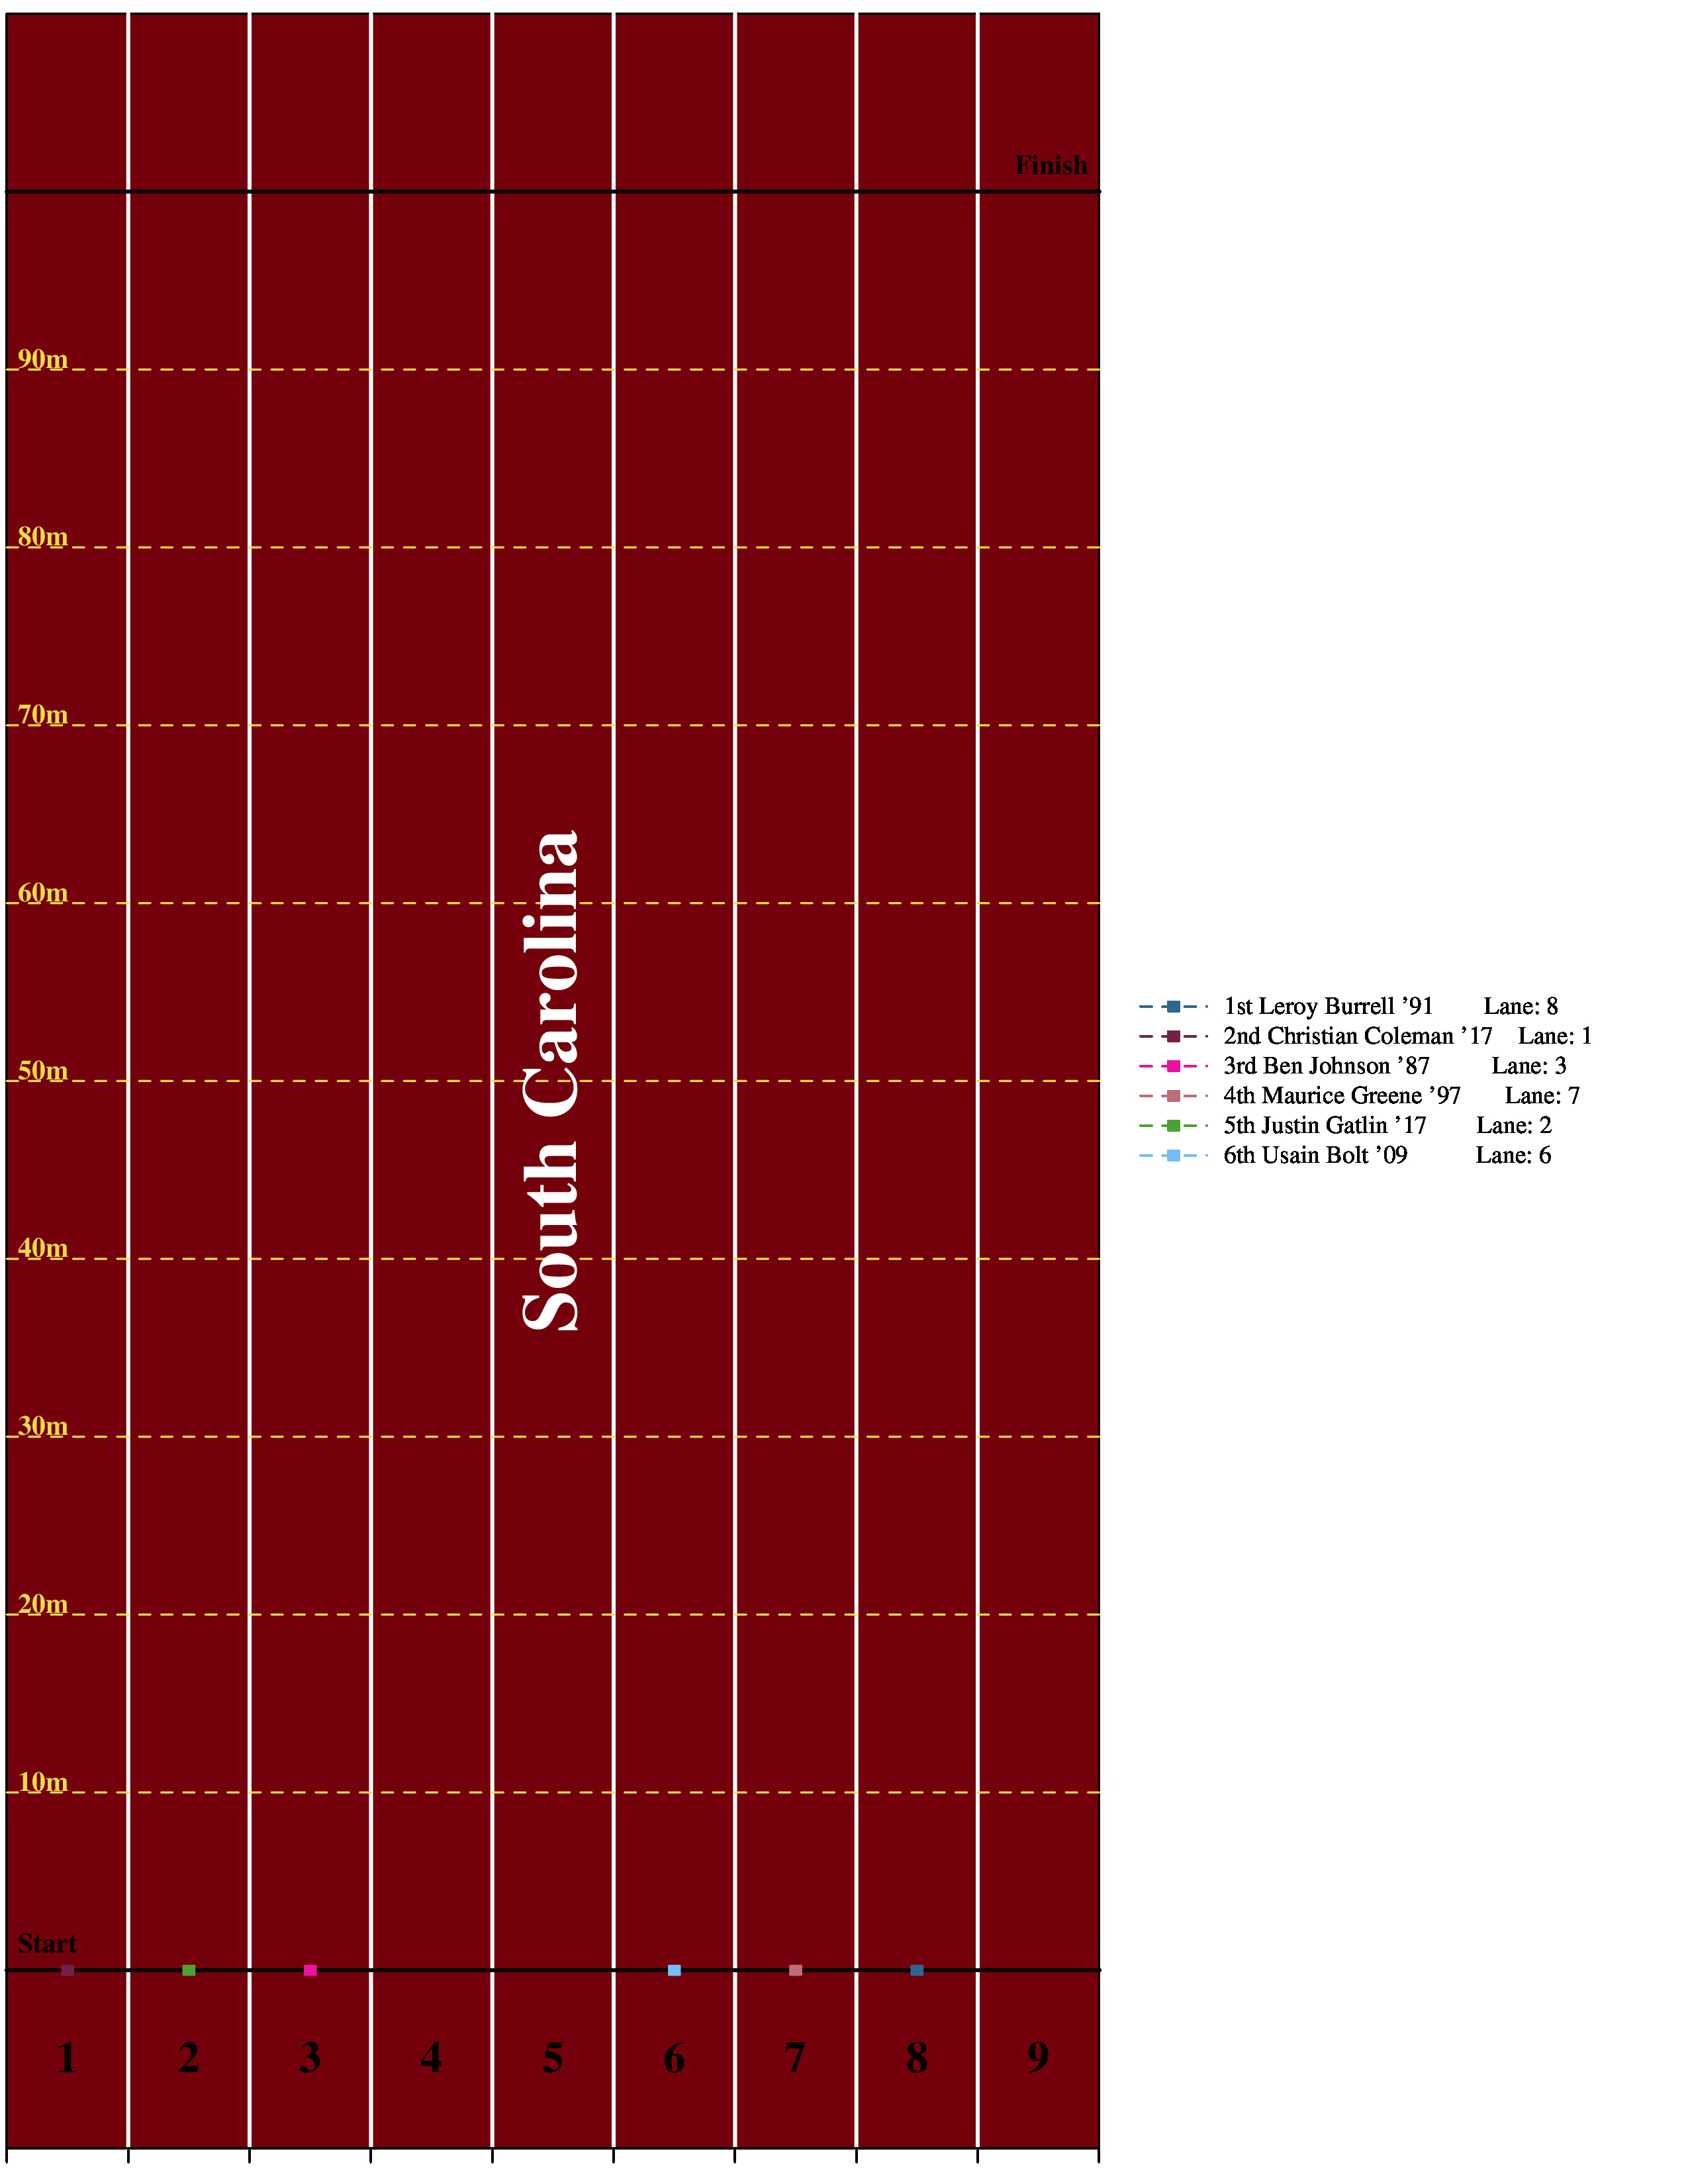 Finish
90m
80m
70m
60m
50m
40m
30m
20m
10m
South Carolina
Start
1 2 3 4 5 6 7 8 9
1st Leroy Burrell ’91 Lane: 8
2nd Christian Coleman ’17 Lane: 1
3rd Ben Johnson ’87 Lane: 3
4th Maurice Greene ’97 Lane: 7
5th Justin Gatlin ’17 Lane: 2
6th Usain Bolt ’09 Lane: 6